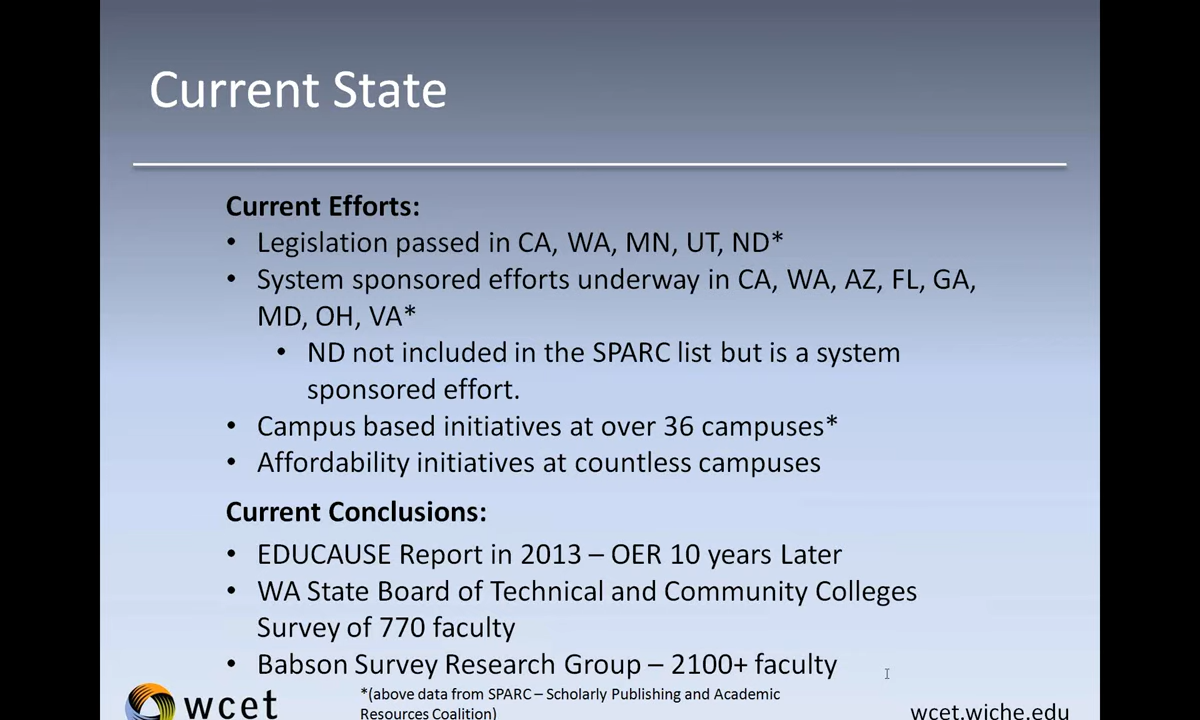 Current State
Current Efforts:
• Legislation passed in CA, WA, MN, UT, ND*
• System sponsored efforts underway in CA, WA, AZ, FL, GA,
MD, OH, VA*
• ND not included in the SPARC list but is a system
sponsored effort.
• Campus based initiatives at over 36 campuses*
• Affordability initiatives at countless campuses
Current Conclusions:
• EDUCAUSE Report in 2013 – OER 10 years Later
• WA State Board of Technical and Community Colleges
Survey of 770 faculty
• Babson Survey Research Group – 2100+ faculty
*(above data from SPARC – Scholarly Publishing and Academic
Resources Coalition)
wcet
wcet.wiche.edu